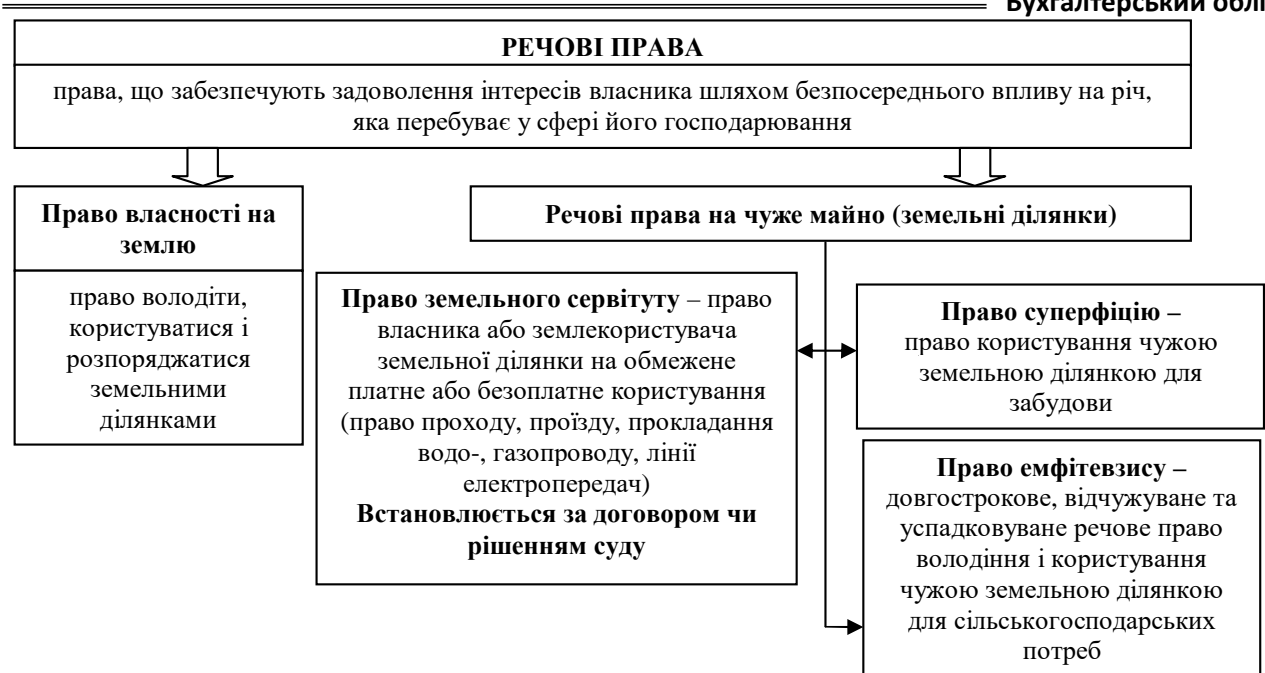 Бухгалтерський облі
РЕЧОВІ ПРАВА
права, що забезпечують задоволення інтересів власника шляхом безпосереднього впливу на річ,
яка перебуває у сфері його господарювання
Право власності на
землю
право володіти,
користуватися і
розпоряджатися
земельними
ділянками
Речові права на чуже майно (земельні ділянки)
Право земельного сервітуту – право
власника або землекористувача
земельної ділянки на обмежене
платне або безоплатне користування
(право проходу, проїзду, прокладання
водо-, газопроводу, лінії
електропередач)
Встановлюється за договором чи
рішенням суду
Право суперфіцію –
право користування чужою
земельною ділянкою для
забудови
Право емфітевзису –
довгострокове, відчужуване та
успадковуване речове право
володіння і користування
чужою земельною ділянкою
для сільськогосподарських
потреб